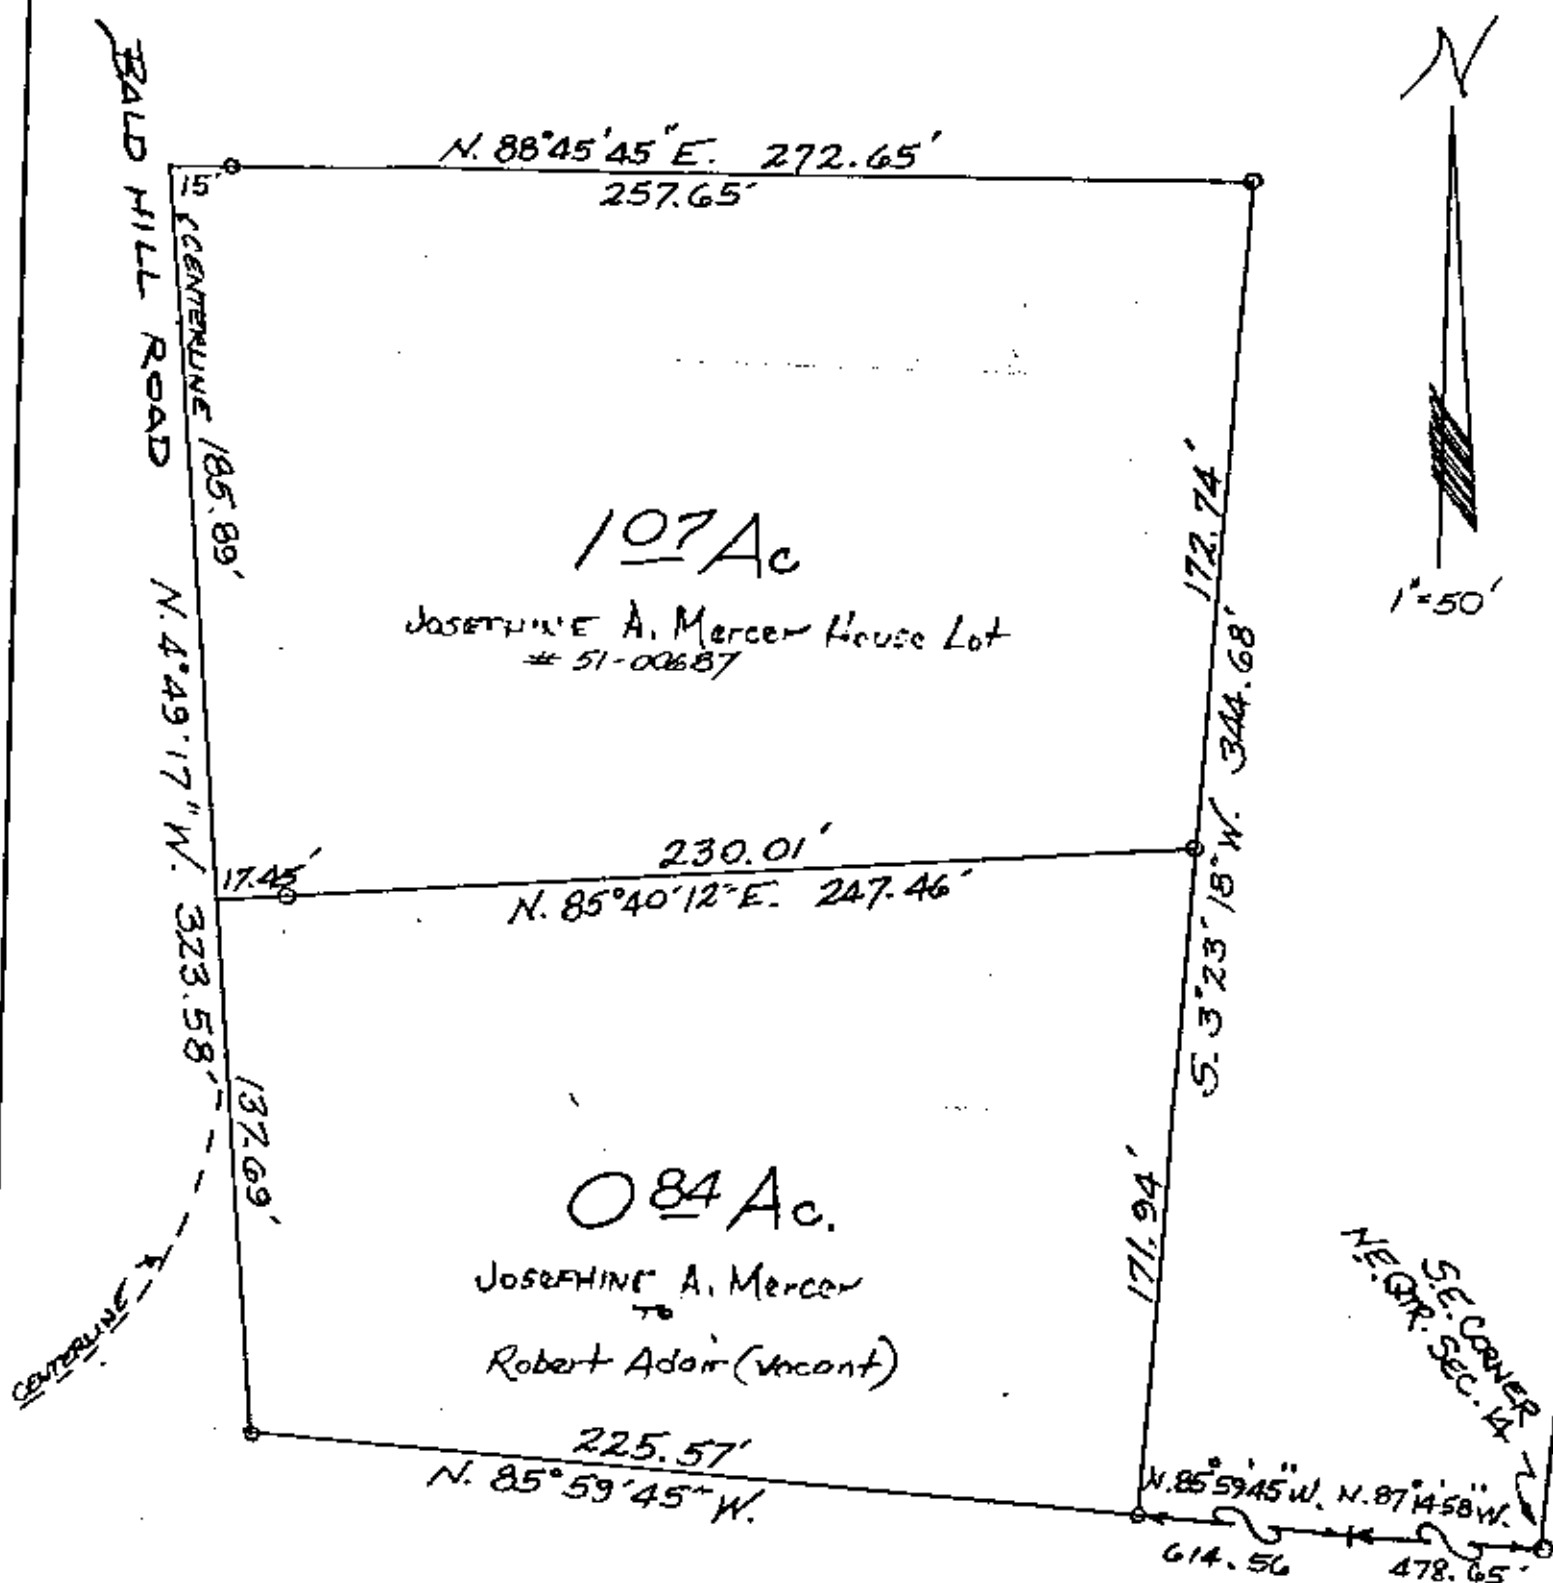 N
1"=50'
BALD HILL ROAD
N. 88°45'45" E. 272.65'
15'
257.65'
CENTERLINE 185.89'
N. 4°49'17" W. 323.58'
172.74'
S. 3°23'18" W. 344.68'
1 07 Ac
JOSEPHINE A. Mercer House Lot
# 51-00687
230.01'
17.45'
N. 85°40'12" E. 247.46'
137.69'
171.94'
0 84 Ac.
JOSEPHINE A. Mercer
TO
Robert Adair (Vacant)
CENTERLINE
225.57'
N. 85°59'45" W.
S.E. CORNER
N.E. QTR. SEC. 14
N. 85°59'45" W. N. 87°14'58" W.
614.56 478.65'